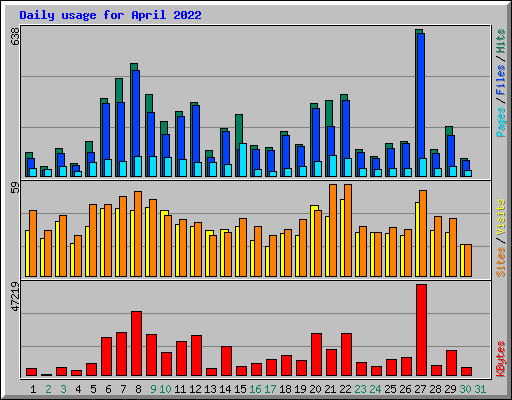 Daily usage for April 2022
638
Pages / Files / Hits
59
Sites / Visits
47219
KBytes
1 2 3 4 5 6 7 8 9 10 11 12 13 14 15 16 17 18 19 20 21 22 23 24 25 26 27 28 29 30 31